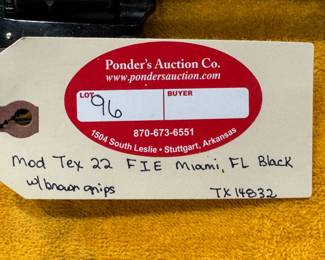 Ponder's Auction Co.
www.pondersauction.com
LOT
BUYER
96
870-673-6551
1504 South Leslie • Stuttgart, Arkansas
Mod Tex 22 FIE Miami, FL Black
w/brown grips
TX14832